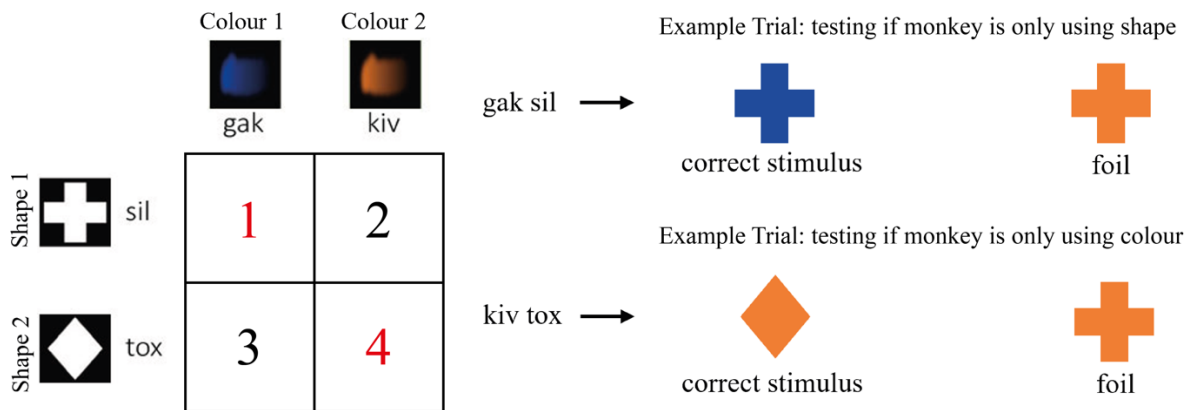 Colour 1 Colour 2
gak kiv
Shape 1
sil
1 2
Shape 2
tox
3 4
Example Trial: testing if monkey is only using shape
gak sil
correct stimulus foil
Example Trial: testing if monkey is only using colour
kiv tox
correct stimulus foil